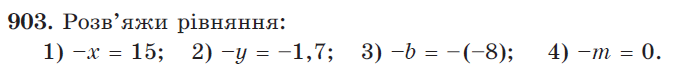 903. Розв’яжи рівняння:
1) –x = 15; 2) –y = –1,7; 3) –b = –(–8); 4) –m = 0.